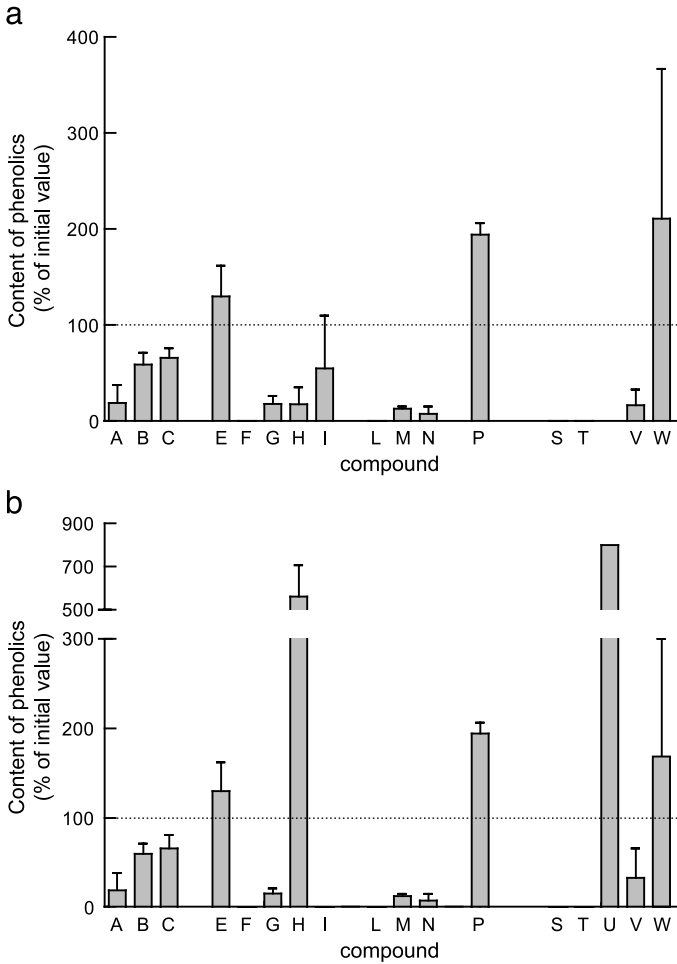 a
Content of phenolics
(% of initial value)
400
300
200
100
0
A B C E F G H I L M N P S T V W
compound
b
Content of phenolics
(% of initial value)
900
700
500
300
200
100
0
A B C E F G H I L M N P S T U V W
compound